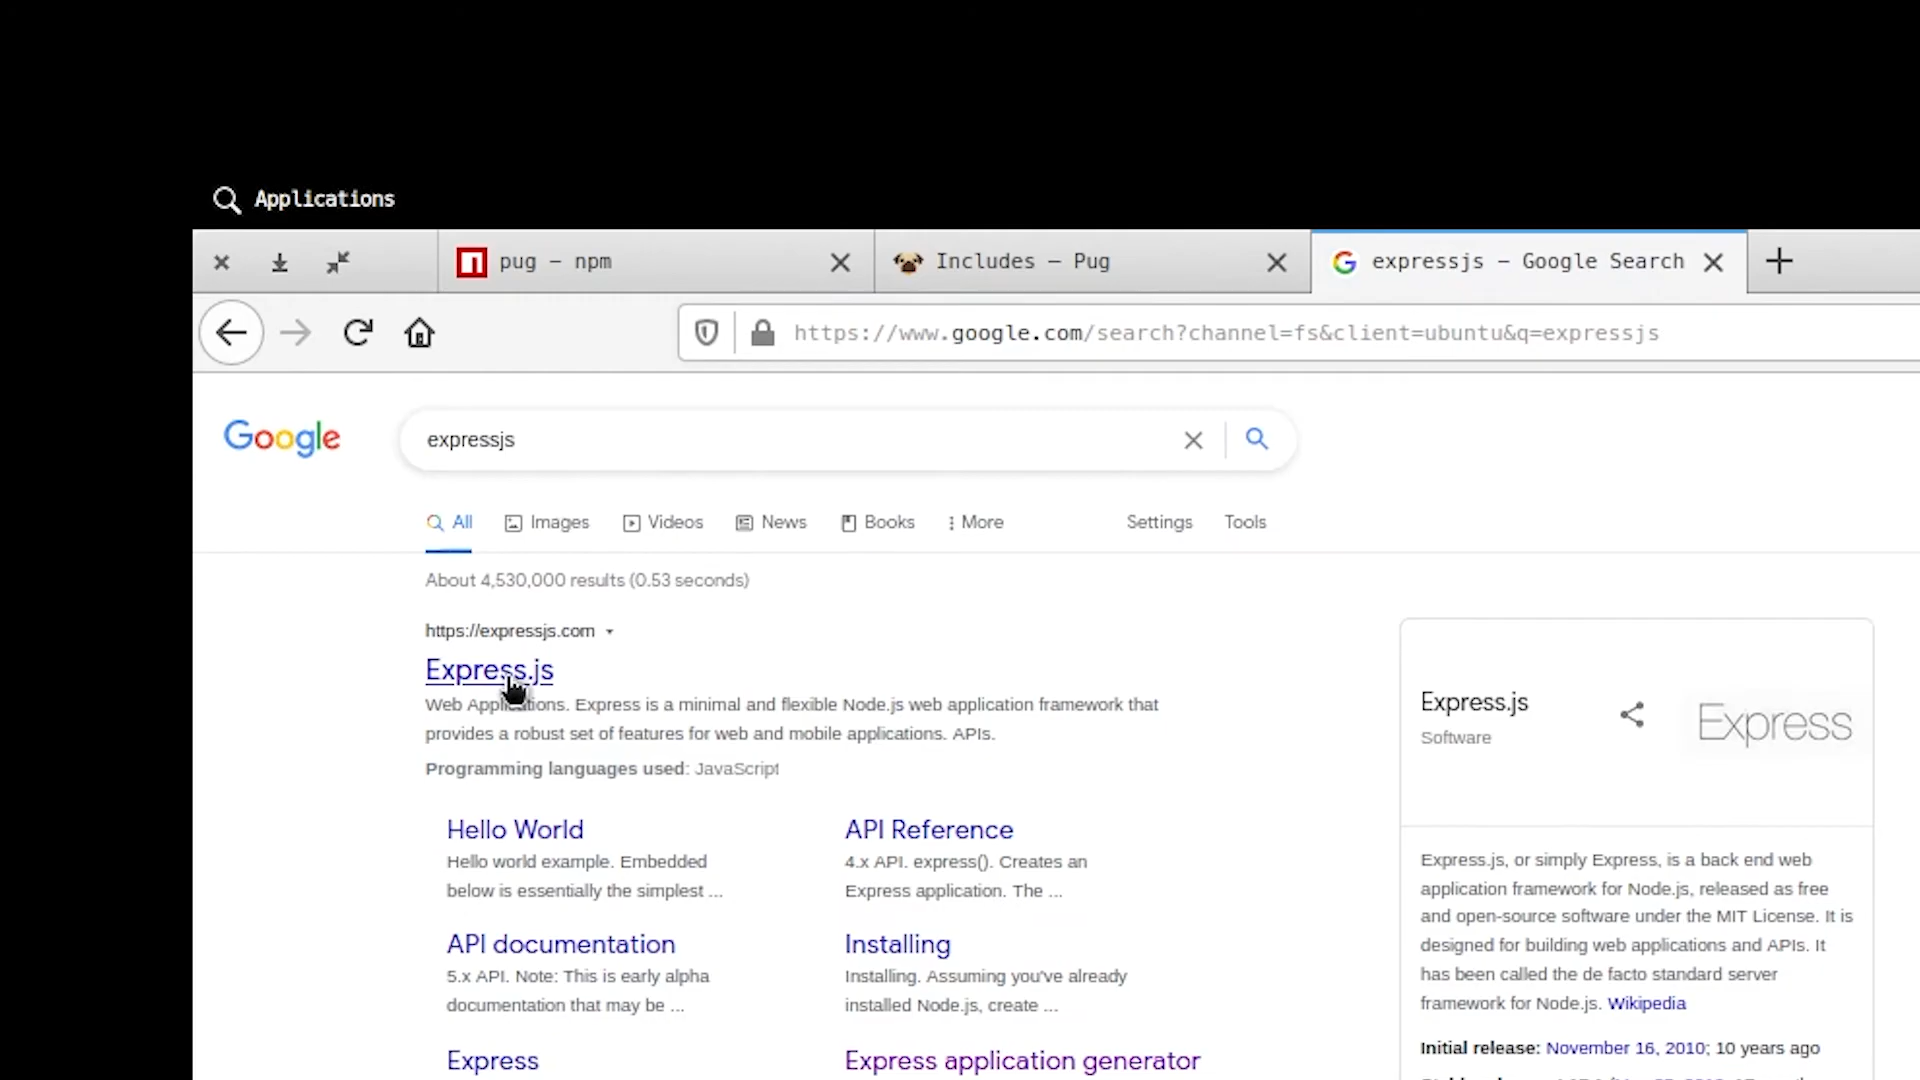 Applications
pug – npm
Includes – Pug
expressjs – Google Search
https://www.google.com/search?channel=fs&client=ubuntu&q=expressjs
Google
expressjs
All
Images
Videos
News
Books
More
Settings
Tools
About 4,530,000 results (0.53 seconds)
https://expressjs.com
Express.js
Web Applications. Express is a minimal and flexible Node.js web application framework that
provides a robust set of features for web and mobile applications. APIs.
Programming languages used: JavaScript
Hello World
Hello world example. Embedded
below is essentially the simplest ...
API Reference
4.x API. express(). Creates an
Express application. The ...
API documentation
5.x API. Note: This is early alpha
documentation that may be ...
Installing
Installing. Assuming you've already
installed Node.js, create ...
Express
Express application generator
Express.js
Software
Express
Express.js, or simply Express, is a back end web
application framework for Node.js, released as free
and open-source software under the MIT License. It is
designed for building web applications and APIs. It
has been called the de facto standard server
framework for Node.js. Wikipedia
Initial release: November 16, 2010; 10 years ago